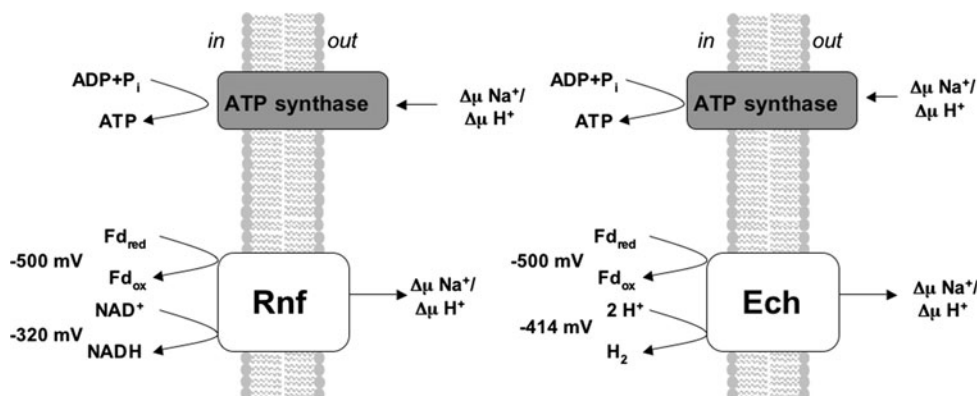 in out
ADP+Pi
ATP synthase
Δμ Na⁺/
Δμ H⁺
ATP
Fdred
-500 mV
Fdox
Rnf
Δμ Na⁺/
Δμ H⁺
NAD⁺
-320 mV
NADH
in out
ADP+Pi
ATP synthase
Δμ Na⁺/
Δμ H⁺
ATP
Fdred
-500 mV
Fdox
Ech
Δμ Na⁺/
Δμ H⁺
2 H⁺
-414 mV
H₂